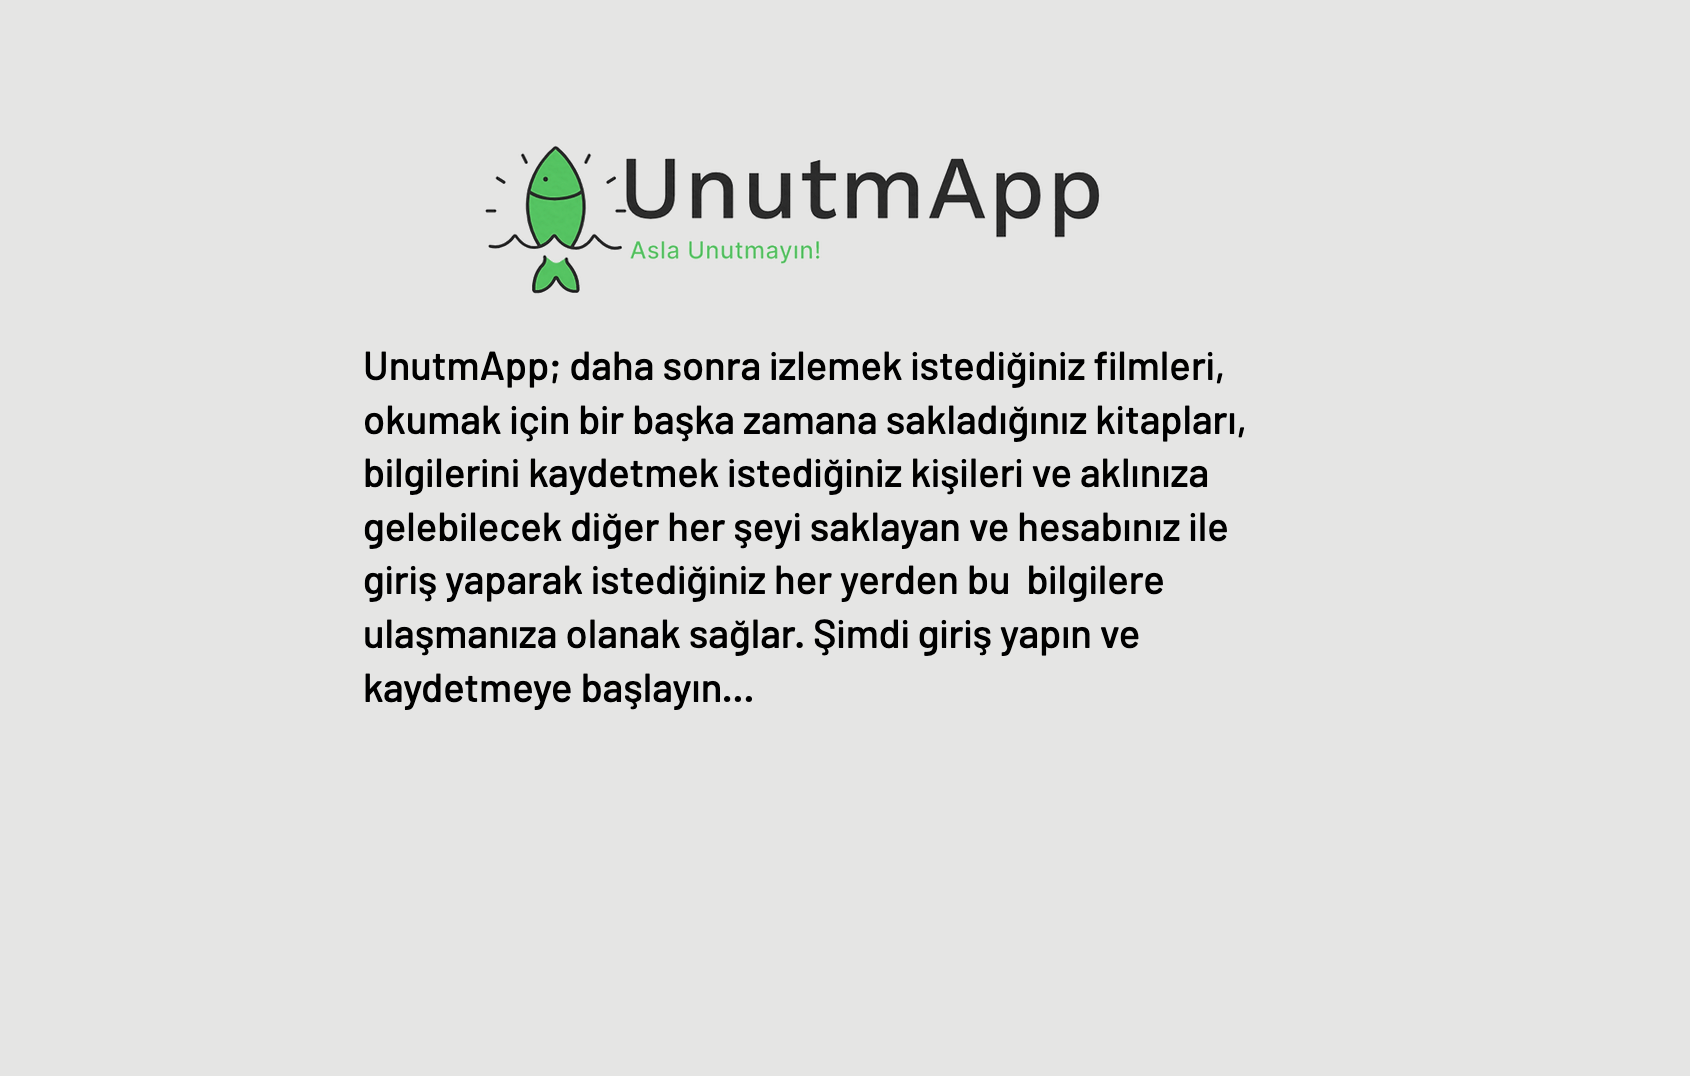 UnutmApp
Asla Unutmayın!
UnutmApp; daha sonra izlemek istediğiniz filmleri,
okumak için bir başka zamana sakladığınız kitapları,
bilgilerini kaydetmek istediğiniz kişileri ve aklınıza
gelebilecek diğer her şeyi saklayan ve hesabınız ile
giriş yaparak istediğiniz her yerden bu  bilgilere
ulaşmanıza olanak sağlar. Şimdi giriş yapın ve
kaydetmeye başlayın...